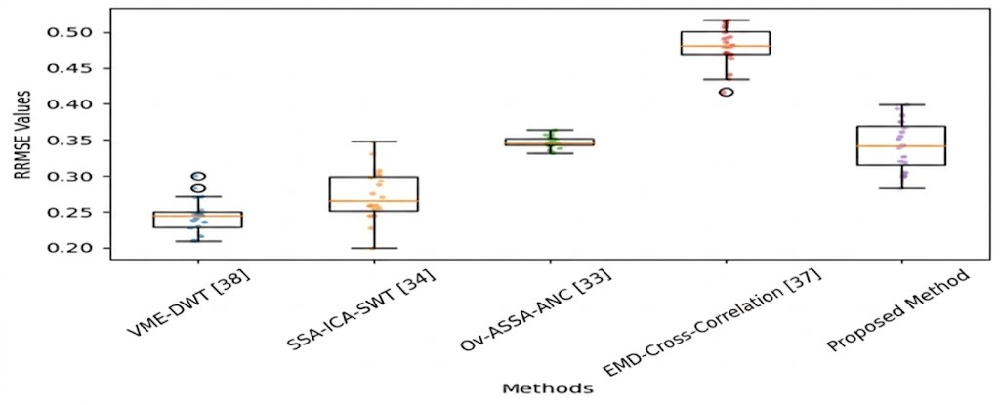 RRMSE Values
0.50
0.45
0.40
0.35
0.30
0.25
0.20
VME-DWT [38]
SSA-ICA-SWT [34]
Ov-ASSA-ANC [33]
EMD-Cross-Correlation [37]
Proposed Method
Methods